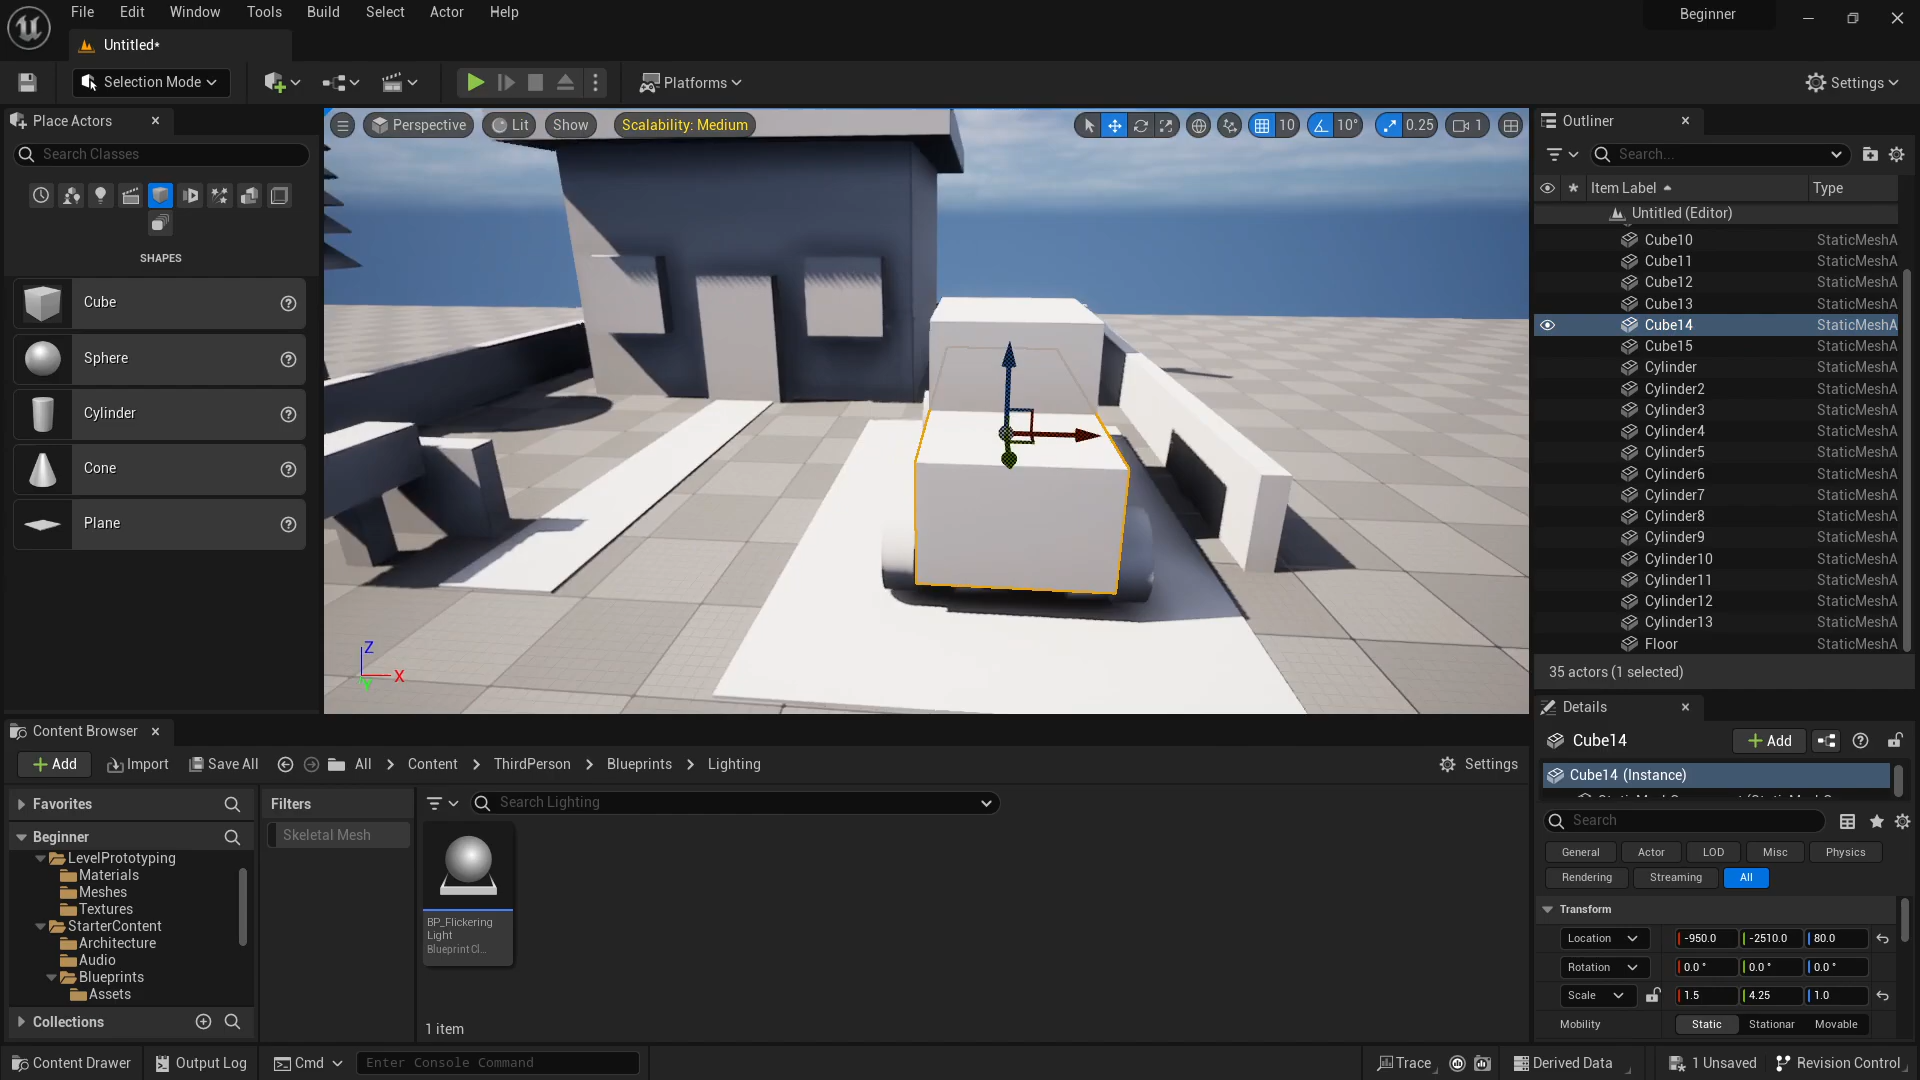 File Edit Window Tools Build Select Actor Help
Beginner
Untitled*
Selection Mode
Platforms
Settings
Place Actors
Search Classes
SHAPES
Cube
Sphere
Cylinder
Cone
Plane
Perspective Lit Show Scalability: Medium
10 10° 0.25 1
Z
X
Y
Outliner
Search...
Item Label Type
Untitled (Editor)
Cube10 StaticMeshA
Cube11 StaticMeshA
Cube12 StaticMeshA
Cube13 StaticMeshA
Cube14 StaticMeshA
Cube15 StaticMeshA
Cylinder StaticMeshA
Cylinder2 StaticMeshA
Cylinder3 StaticMeshA
Cylinder4 StaticMeshA
Cylinder5 StaticMeshA
Cylinder6 StaticMeshA
Cylinder7 StaticMeshA
Cylinder8 StaticMeshA
Cylinder9 StaticMeshA
Cylinder10 StaticMeshA
Cylinder11 StaticMeshA
Cylinder12 StaticMeshA
Cylinder13 StaticMeshA
Floor StaticMeshA
35 actors (1 selected)
Details
Cube14
Add
Cube14 (Instance)
Search
General Actor LOD Misc Physics
Rendering Streaming All
Transform
Location -950.0 -2510.0 80.0
Rotation 0.0 ° 0.0 ° 0.0 °
Scale 1.5 4.25 1.0
Mobility Static Stationar Movable
Content Browser
Add Import Save All All Content ThirdPerson Blueprints Lighting Settings
Favorites
Beginner
LevelPrototyping
Materials
Meshes
Textures
StarterContent
Architecture
Audio
Blueprints
Assets
Collections
Filters
Skeletal Mesh
Search Lighting
BP_Flickering
Light
Blueprint Cl...
1 item
Content Drawer Output Log Cmd Enter Console Command Trace Derived Data 1 Unsaved Revision Control